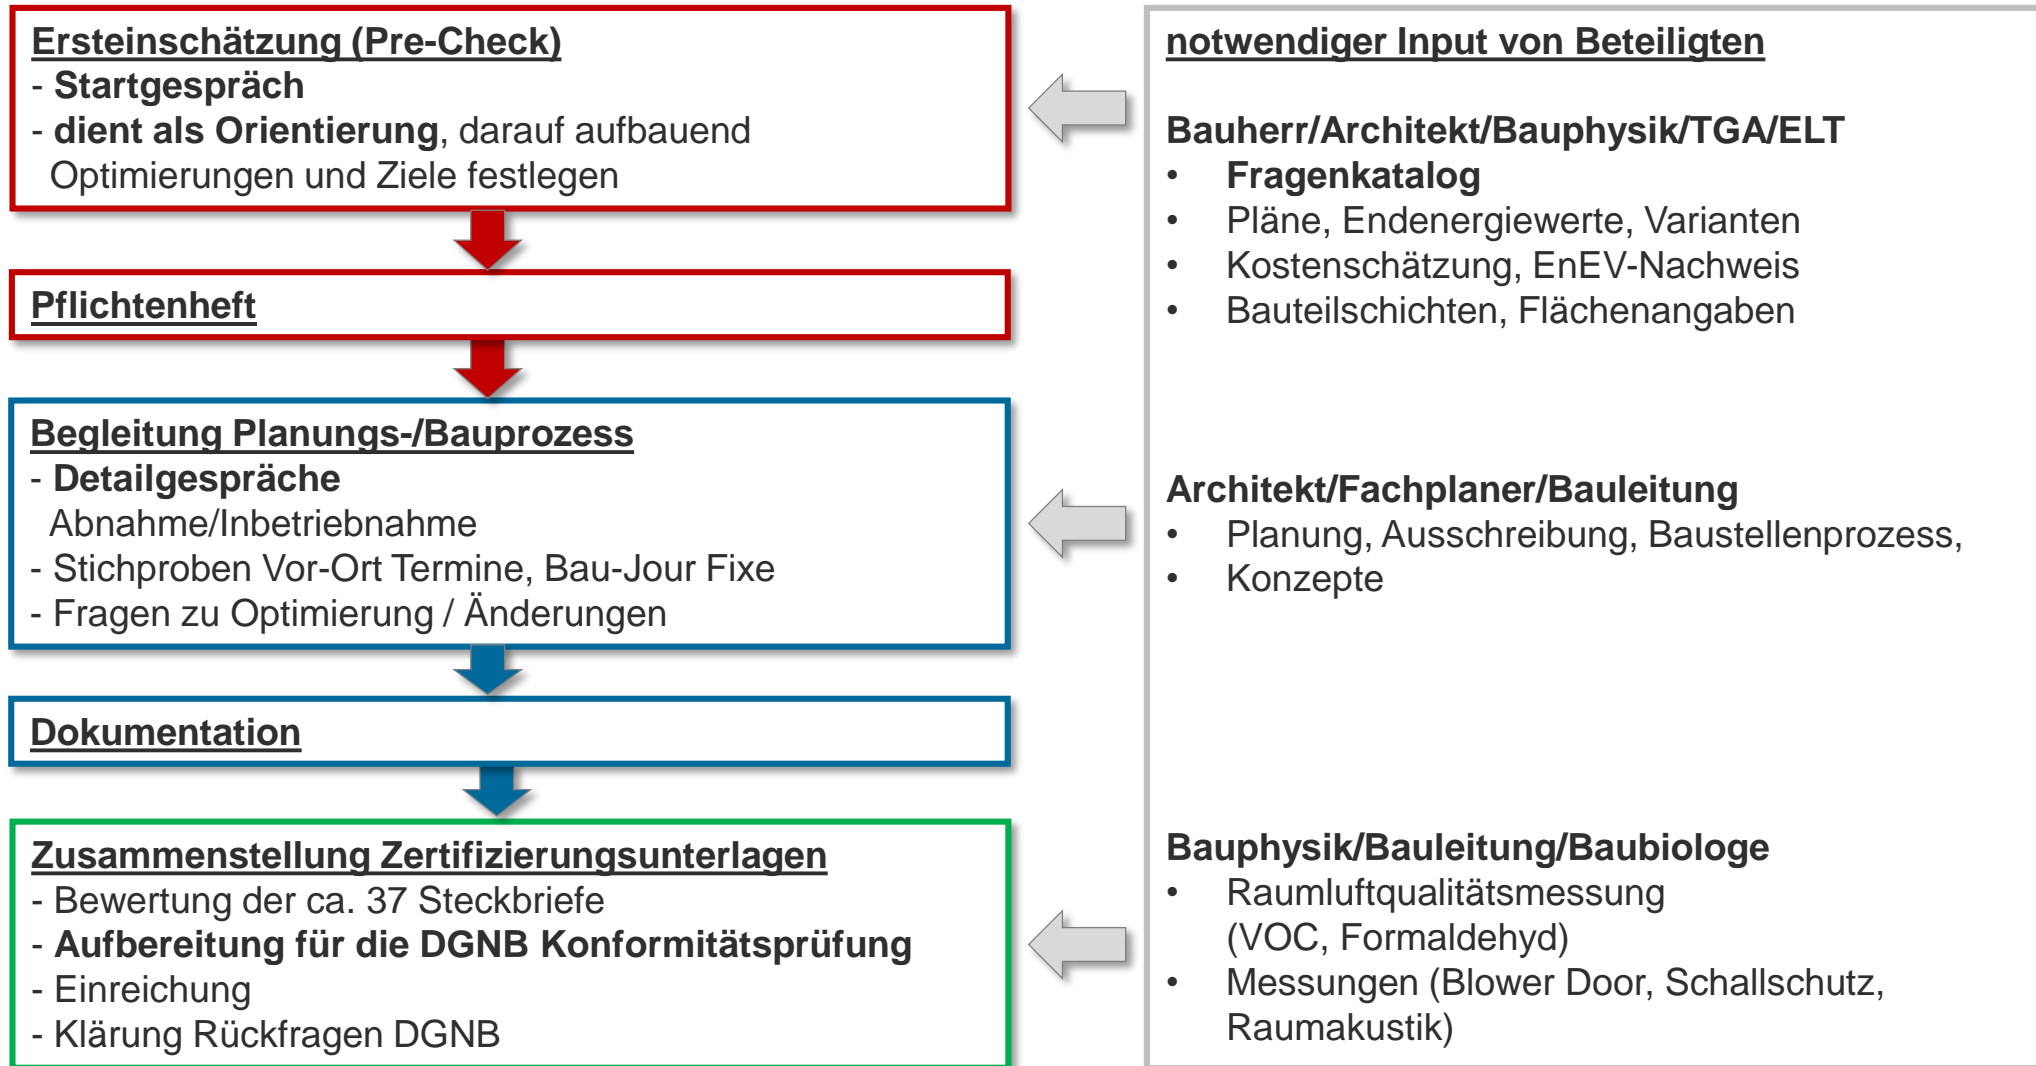 Ersteinschätzung (Pre-Check)
- Startgespräch
- dient als Orientierung, darauf aufbauend
Optimierungen und Ziele festlegen
Pflichtenheft
Begleitung Planungs-/Bauprozess
- Detailgespräche
Abnahme/Inbetriebnahme
- Stichproben Vor-Ort Termine, Bau-Jour Fixe
- Fragen zu Optimierung / Änderungen
Dokumentation
Zusammenstellung Zertifizierungsunterlagen
- Bewertung der ca. 37 Steckbriefe
- Aufbereitung für die DGNB Konformitätsprüfung
- Einreichung
- Klärung Rückfragen DGNB
notwendiger Input von Beteiligten
Bauherr/Architekt/Bauphysik/TGA/ELT
• Fragenkatalog
• Pläne, Endenergiewerte, Varianten
• Kostenschätzung, EnEV-Nachweis
• Bauteilschichten, Flächenangaben
Architekt/Fachplaner/Bauleitung
• Planung, Ausschreibung, Baustellenprozess,
• Konzepte
Bauphysik/Bauleitung/Baubiologe
• Raumluftqualitätsmessung
(VOC, Formaldehyd)
• Messungen (Blower Door, Schallschutz,
Raumakustik)